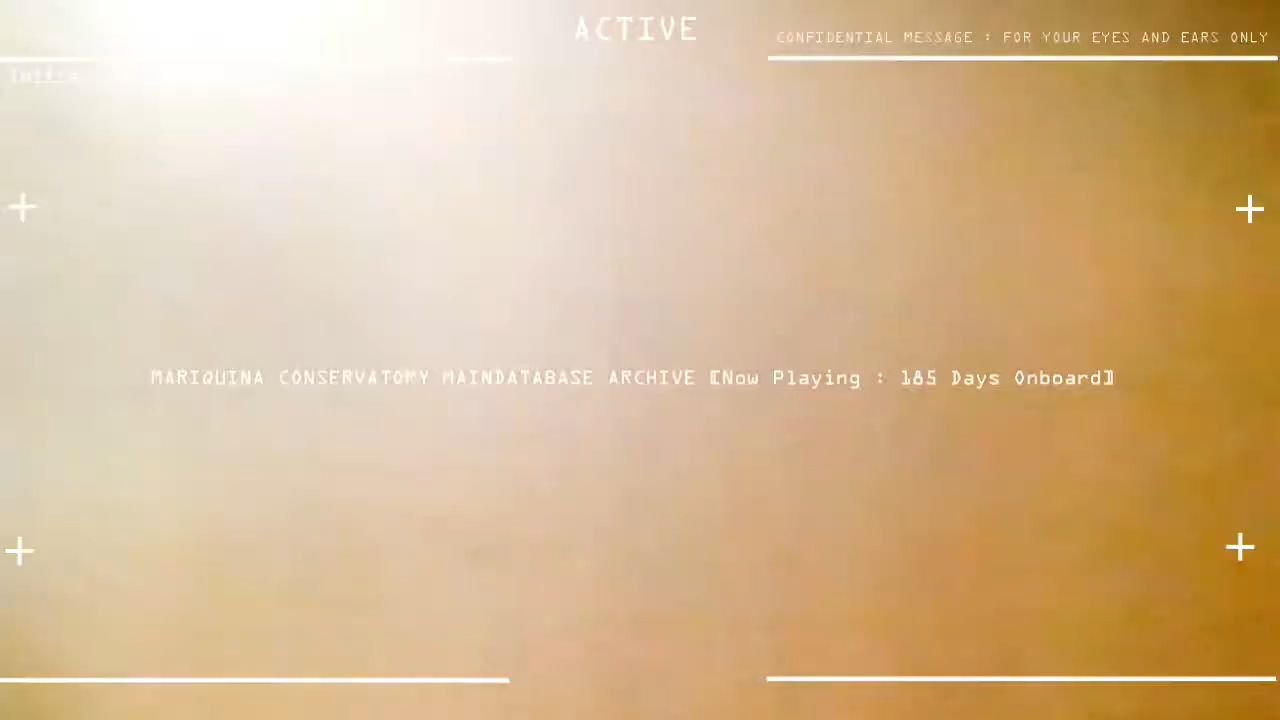 ACTIVE
CONFIDENTIAL MESSAGE : FOR YOUR EYES AND EARS ONLY
MARIQUINA CONSERVATOMY MAINDATABASE ARCHIVE [Now Playing : 185 Days Onboard]